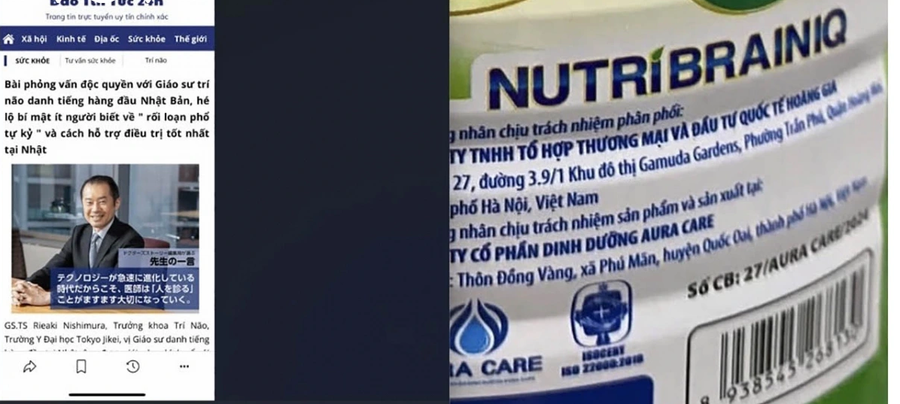 Trang tin trực tuyến uy tín chính xác
Xã hội Kinh tế Địa ốc Sức khỏe Thế giới
SỨC KHỎE Tư vấn sức khỏe Trí não
Bài phỏng vấn độc quyền với Giáo sư trí
não danh tiếng hàng đầu Nhật Bản, hé
lộ bí mật ít người biết về " rối loạn phổ
tự kỷ " và cách hỗ trợ điều trị tốt nhất
tại Nhật
先生の一言
テクノロジーが急速に進化している
時代だからこそ、医師は「人を診る」
ことがますます大切になっていく。
GS.TS Rieaki Nishimura, Trưởng khoa Trí Não,
Trường Y Đại học Tokyo Jikei, vị Giáo sư danh tiếng
NUTRIBRAINIQ
nhân chịu trách nhiệm phân phối:
TY TNHH TỔ HỢP THƯƠNG MẠI VÀ ĐẦU TƯ QUỐC TẾ HOÀNG GIA
27, đường 3.9/1 Khu đô thị Gamuda Gardens, Phường Trần Phú, Quận Hoàng Mai,
phố Hà Nội, Việt Nam
nhân chịu trách nhiệm sản phẩm và sản xuất tại:
TY CỔ PHẦN DINH DƯỠNG AURA CARE
: Thôn Đồng Vàng, xã Phú Mãn, huyện Quốc Oai, thành phố Hà Nội, Việt Nam
Số CB: 27/AURA CARE/2024
RA CARE
ISOCERT
ISO 22000:2018